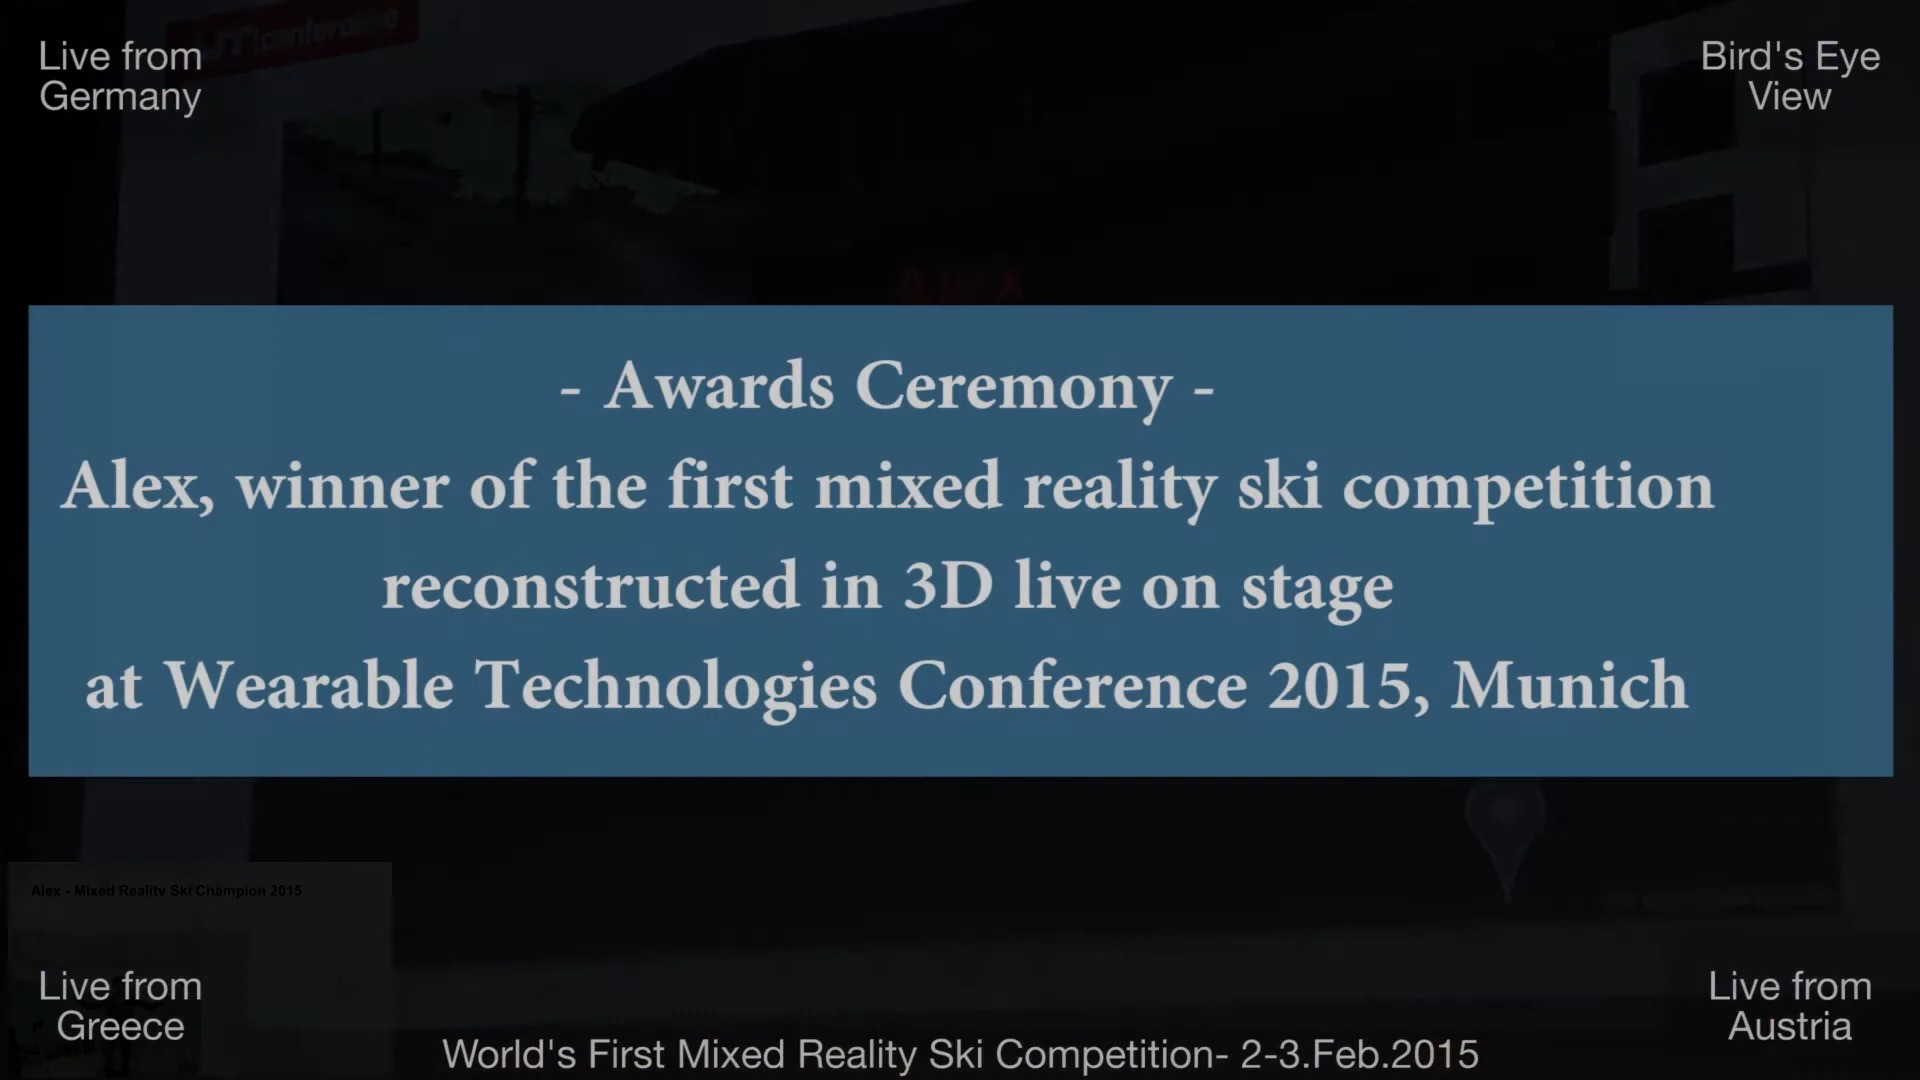 Live from
Germany
Bird's Eye
View
- Awards Ceremony -
Alex, winner of the first mixed reality ski competition
reconstructed in 3D live on stage
at Wearable Technologies Conference 2015, Munich
Alex - Mixed Reality Ski Champion 2015
Live from
Greece
Live from
Austria
World's First Mixed Reality Ski Competition- 2-3.Feb.2015